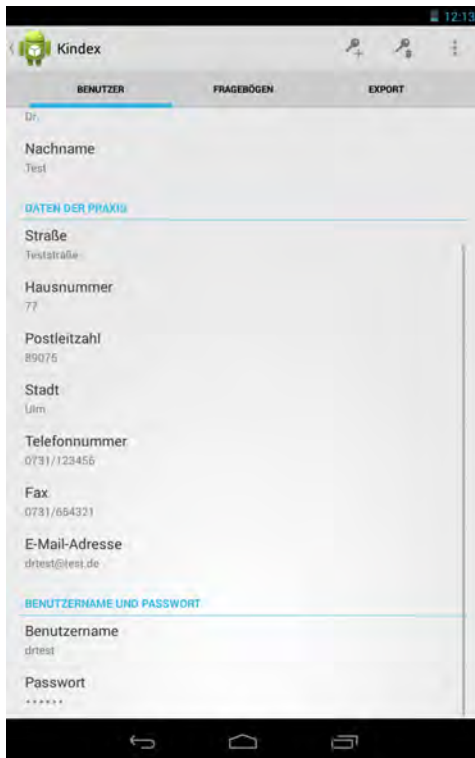 12:13
Kindex
BENUTZER FRAGEBÖGEN EXPORT
Dr.
Nachname
Test
DATEN DER PRAXIS
Straße
Teststraße
Hausnummer
77
Postleitzahl
89075
Stadt
Ulm
Telefonnummer
0731/123456
Fax
0731/654321
E-Mail-Adresse
drtest@test.de
BENUTZERNAME UND PASSWORT
Benutzername
drtest
Passwort
······